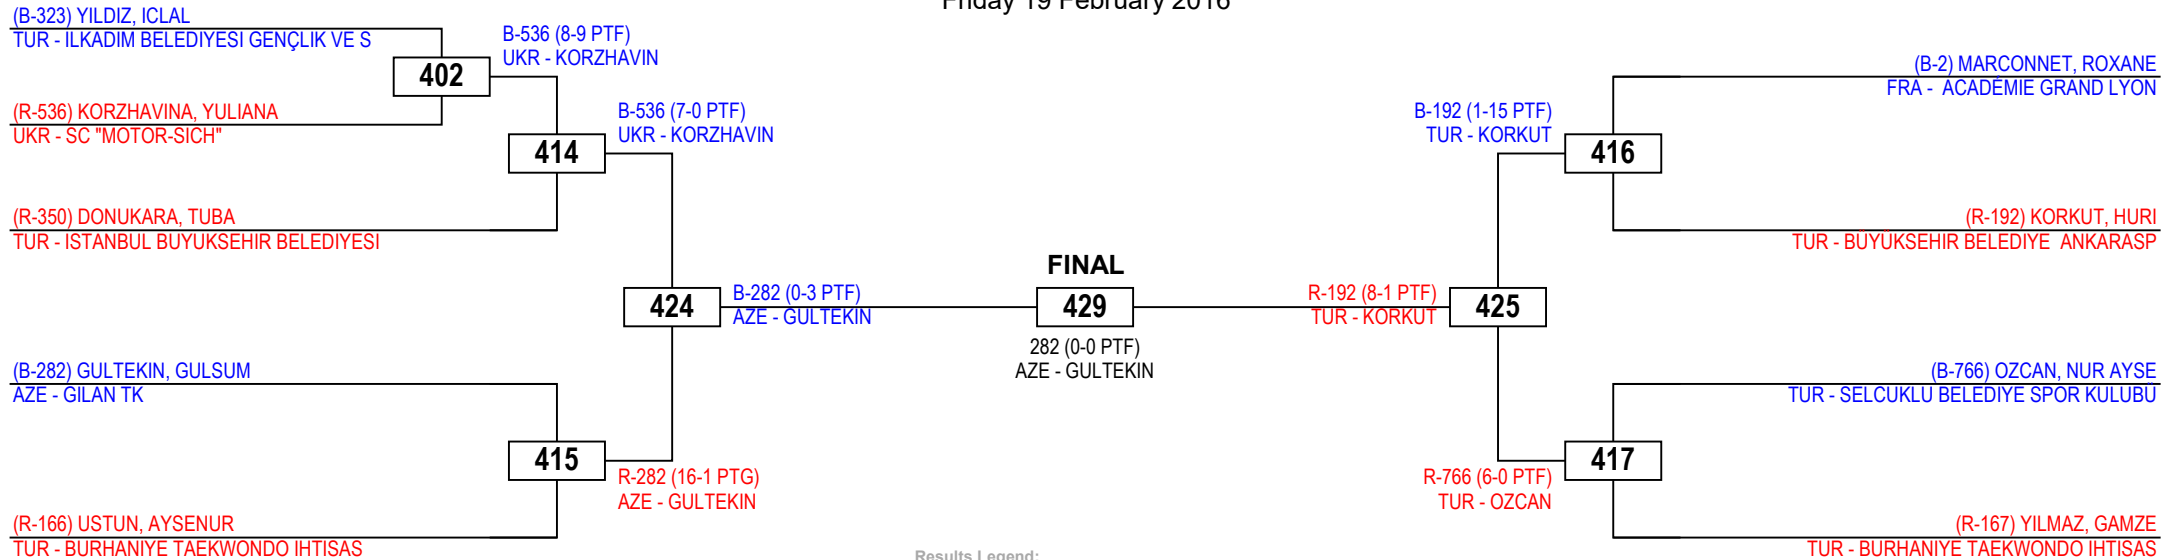 Friday 19 February 2016
(B-323) YILDIZ, ICLAL
TUR - ILKADIM BELEDIYESI GENÇLIK VE S
402
(R-536) KORZHAVINA, YULIANA
UKR - SC "MOTOR-SICH"
B-536 (8-9 PTF)
UKR - KORZHAVIN
414
(R-350) DONUKARA, TUBA
TUR - ISTANBUL BUYUKSEHIR BELEDIYESI
B-536 (7-0 PTF)
UKR - KORZHAVIN
424
(B-282) GULTEKIN, GULSUM
AZE - GILAN TK
415
(R-166) USTUN, AYSENUR
TUR - BURHANIYE TAEKWONDO IHTISAS
R-282 (16-1 PTG)
AZE - GULTEKIN
B-282 (0-3 PTF)
AZE - GULTEKIN
FINAL
429
282 (0-0 PTF)
AZE - GULTEKIN
R-192 (8-1 PTF)
TUR - KORKUT
425
B-192 (1-15 PTF)
TUR - KORKUT
416
(B-2) MARCONNET, ROXANE
FRA - ACADÉMIE GRAND LYON
(R-192) KORKUT, HURI
TUR - BÜYÜKSEHIR BELEDIYE ANKARASP
R-766 (6-0 PTF)
TUR - OZCAN
417
(B-766) OZCAN, NUR AYSE
TUR - SELCUKLU BELEDIYE SPOR KULUBÜ
(R-167) YILMAZ, GAMZE
TUR - BURHANIYE TAEKWONDO IHTISAS
Results Legend: